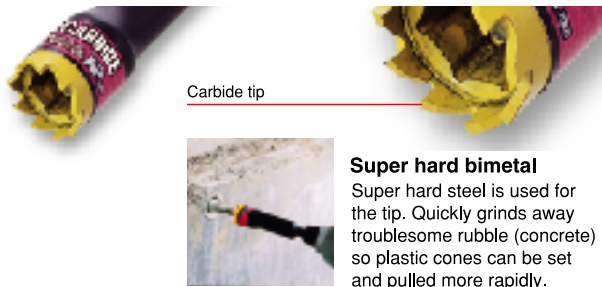 CARBIDE
Carbide tip
Super hard bimetal
Super hard steel is used for
the tip. Quickly grinds away
troublesome rubble (concrete)
so plastic cones can be set
and pulled more rapidly.